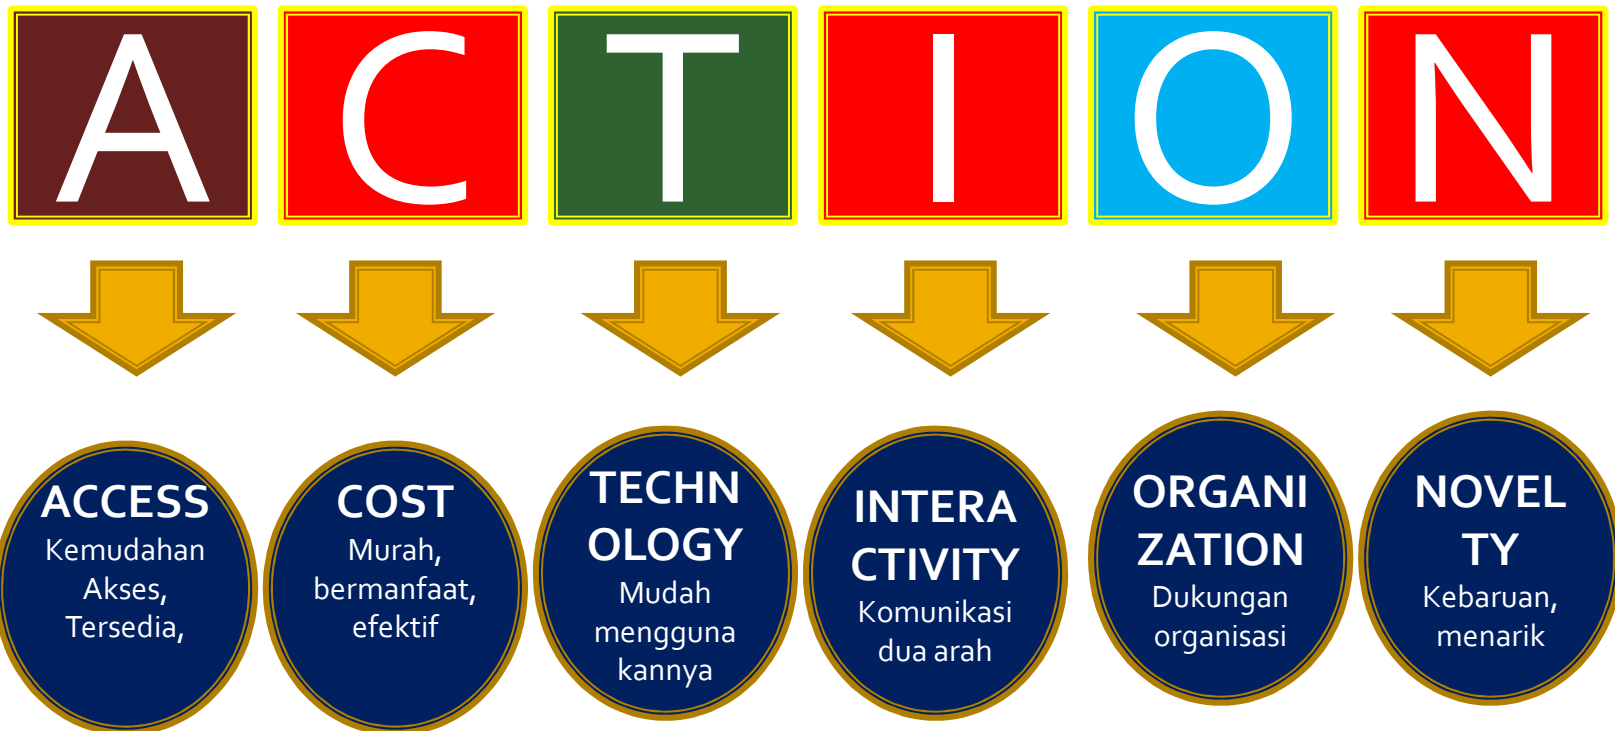 A C T I O N
ACCESS
Kemudahan
Akses,
Tersedia,
COST
Murah,
bermanfaat,
efektif
TECHN
OLOGY
Mudah
mengguna
kannya
INTERA
CTIVITY
Komunikasi
dua arah
ORGANI
ZATION
Dukungan
organisasi
NOVEL
TY
Kebaruan,
menarik